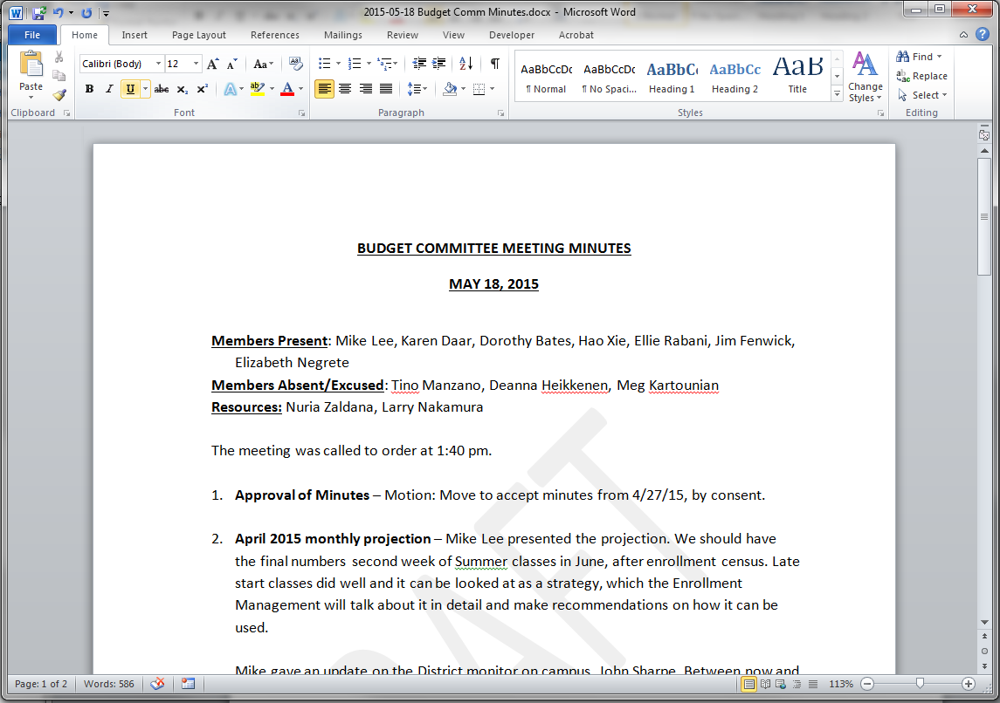 2015-05-18 Budget Comm Minutes.docx - Microsoft Word
File Home Insert Page Layout References Mailings Review View Developer Acrobat
Calibri (Body) 12 Aa AaBbCcDc AaBbCcDc AaBbCc AaBbCc AaB Find
Paste Replace
B I U abc x₂ x² A ab A ¶ Normal ¶ No Spaci... Heading 1 Heading 2 Title Change Styles Select
Clipboard Font Paragraph Styles Editing
BUDGET COMMITTEE MEETING MINUTES
MAY 18, 2015
Members Present: Mike Lee, Karen Daar, Dorothy Bates, Hao Xie, Ellie Rabani, Jim Fenwick,
Elizabeth Negrete
Members Absent/Excused: Tino Manzano, Deanna Heikkenen, Meg Kartounian
Resources: Nuria Zaldana, Larry Nakamura
The meeting was called to order at 1:40 pm.
1. Approval of Minutes – Motion: Move to accept minutes from 4/27/15, by consent.
2. April 2015 monthly projection – Mike Lee presented the projection. We should have
the final numbers second week of Summer classes in June, after enrollment census. Late
start classes did well and it can be looked at as a strategy, which the Enrollment
Management will talk about it in detail and make recommendations on how it can be
used.
Mike gave an update on the District monitor on campus, John Sharpe. Between now and
Page: 1 of 2 Words: 586 113%